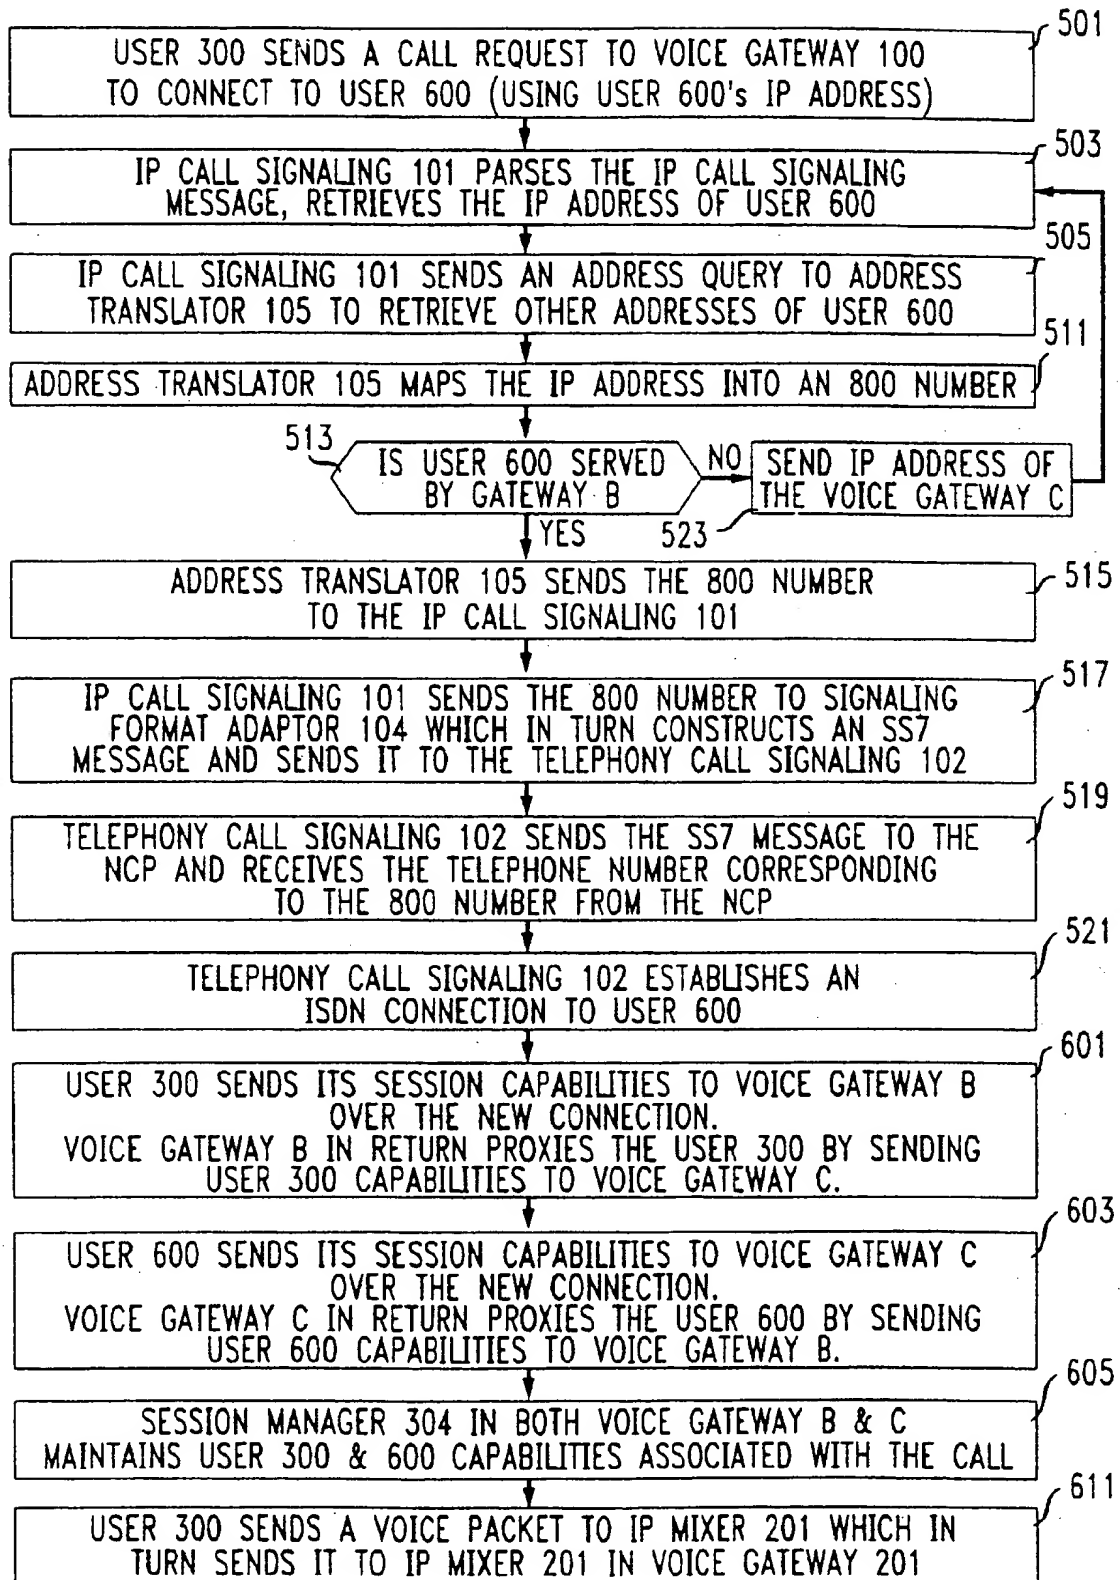 501
USER 300 SENDS A CALL REQUEST TO VOICE GATEWAY 100
TO CONNECT TO USER 600 (USING USER 600's IP ADDRESS)
503
IP CALL SIGNALING 101 PARSES THE IP CALL SIGNALING
MESSAGE, RETRIEVES THE IP ADDRESS OF USER 600
505
IP CALL SIGNALING 101 SENDS AN ADDRESS QUERY TO ADDRESS
TRANSLATOR 105 TO RETRIEVE OTHER ADDRESSES OF USER 600
511
ADDRESS TRANSLATOR 105 MAPS THE IP ADDRESS INTO AN 800 NUMBER
513
IS USER 600 SERVED
BY GATEWAY B
NO
SEND IP ADDRESS OF
THE VOICE GATEWAY C
523
YES
515
ADDRESS TRANSLATOR 105 SENDS THE 800 NUMBER
TO THE IP CALL SIGNALING 101
517
IP CALL SIGNALING 101 SENDS THE 800 NUMBER TO SIGNALING
FORMAT ADAPTOR 104 WHICH IN TURN CONSTRUCTS AN SS7
MESSAGE AND SENDS IT TO THE TELEPHONY CALL SIGNALING 102
519
TELEPHONY CALL SIGNALING 102 SENDS THE SS7 MESSAGE TO THE
NCP AND RECEIVES THE TELEPHONE NUMBER CORRESPONDING
TO THE 800 NUMBER FROM THE NCP
521
TELEPHONY CALL SIGNALING 102 ESTABLISHES AN
ISDN CONNECTION TO USER 600
601
USER 300 SENDS ITS SESSION CAPABILITIES TO VOICE GATEWAY B
OVER THE NEW CONNECTION.
VOICE GATEWAY B IN RETURN PROXIES THE USER 300 BY SENDING
USER 300 CAPABILITIES TO VOICE GATEWAY C.
603
USER 600 SENDS ITS SESSION CAPABILITIES TO VOICE GATEWAY C
OVER THE NEW CONNECTION.
VOICE GATEWAY C IN RETURN PROXIES THE USER 600 BY SENDING
USER 600 CAPABILITIES TO VOICE GATEWAY B.
605
SESSION MANAGER 304 IN BOTH VOICE GATEWAY B & C
MAINTAINS USER 300 & 600 CAPABILITIES ASSOCIATED WITH THE CALL
611
USER 300 SENDS A VOICE PACKET TO IP MIXER 201 WHICH IN
TURN SENDS IT TO IP MIXER 201 IN VOICE GATEWAY 201